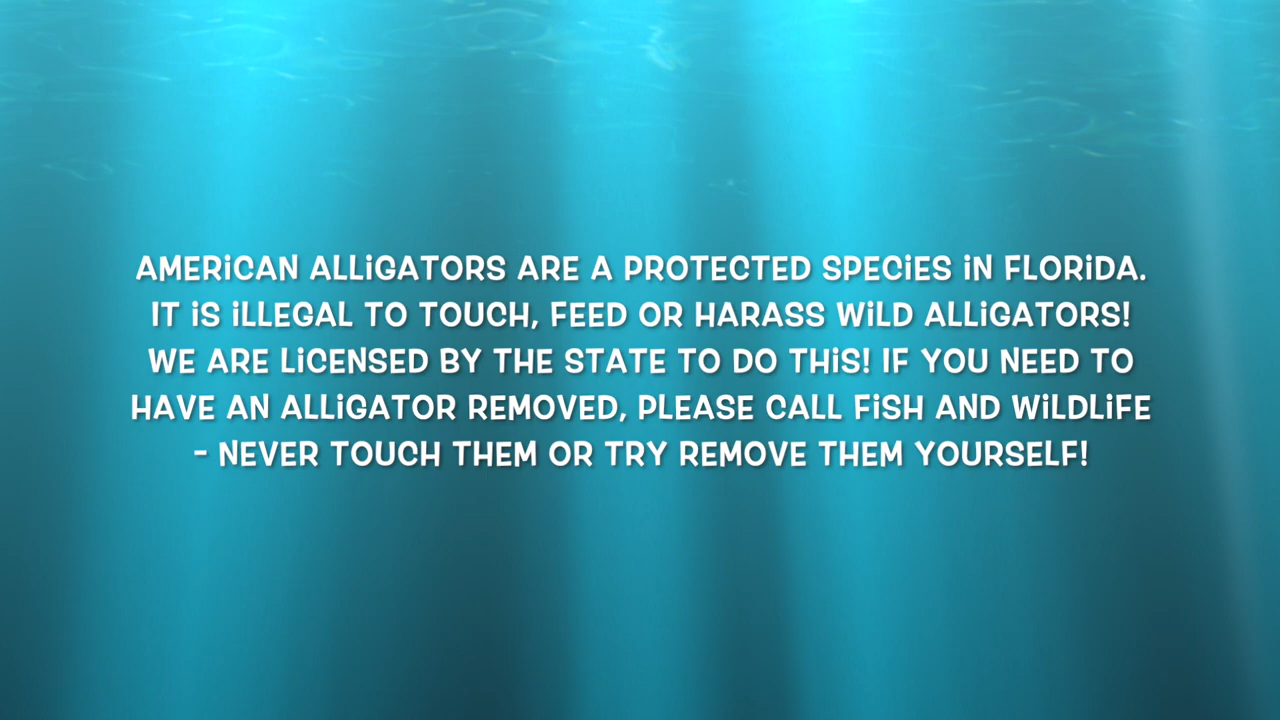 AMERiCAN ALLiGATORS ARE A PROTECTED SPECiES iN FLORiDA.
IT iS iLLEGAL TO TOUCH, FEED OR HARASS WiLD ALLiGATORS!
WE ARE LiCENSED BY THE STATE TO DO THiS! IF YOU NEED TO
HAVE AN ALLiGATOR REMOVED, PLEASE CALL FiSH AND WiLDLiFE
- NEVER TOUCH THEM OR TRY REMOVE THEM YOURSELF!